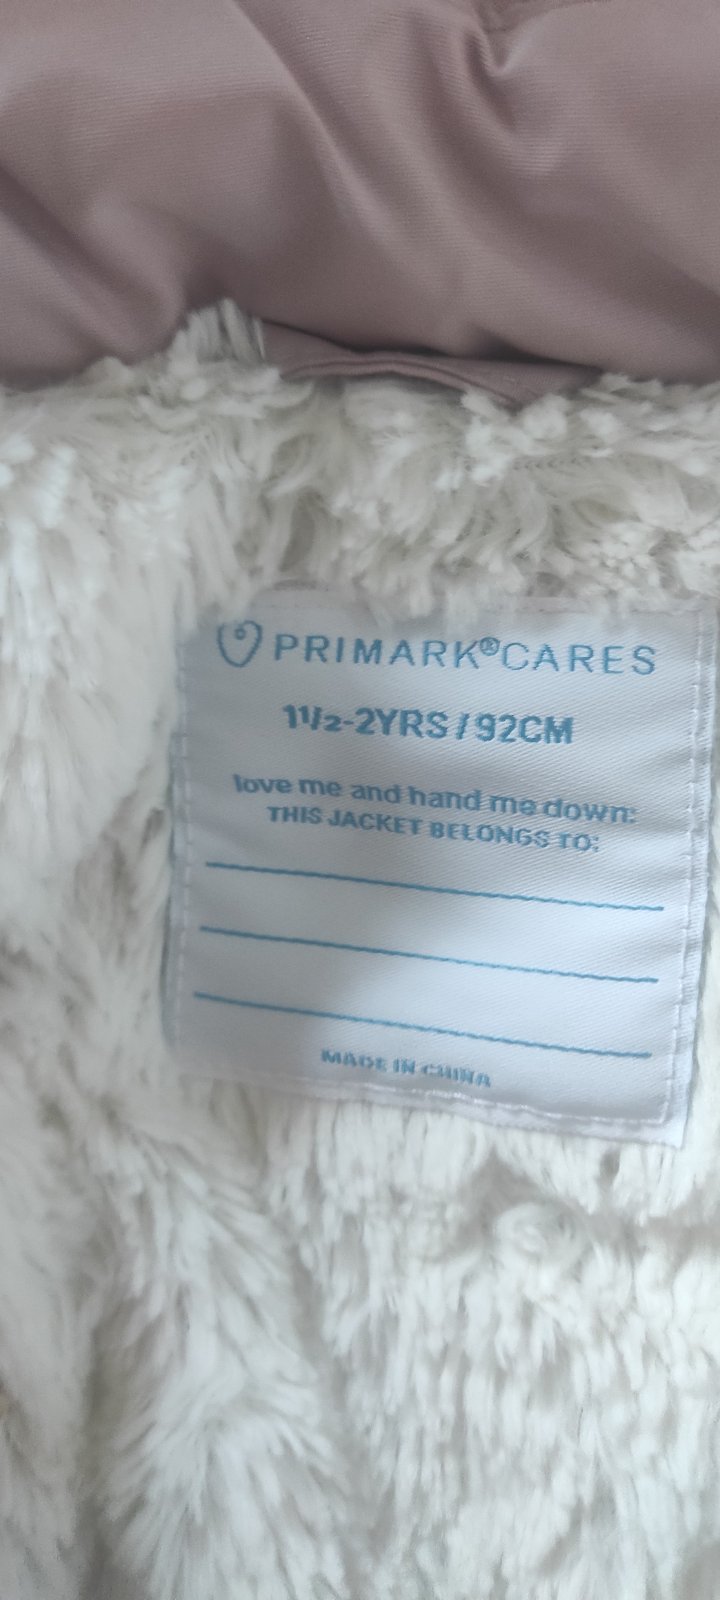 PRIMARK®CARES
1½-2YRS / 92CM
love me and hand me down:
THIS JACKET BELONGS TO:
MADE IN CHINA